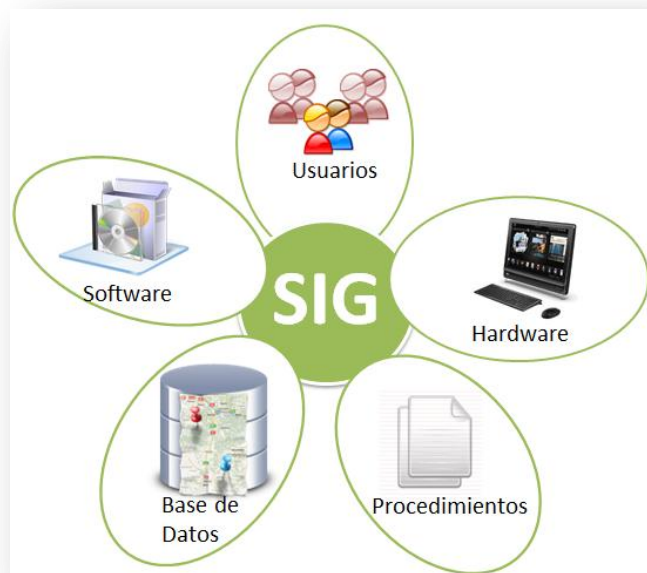 Usuarios
Software
SIG
Hardware
Base de
Datos
Procedimientos